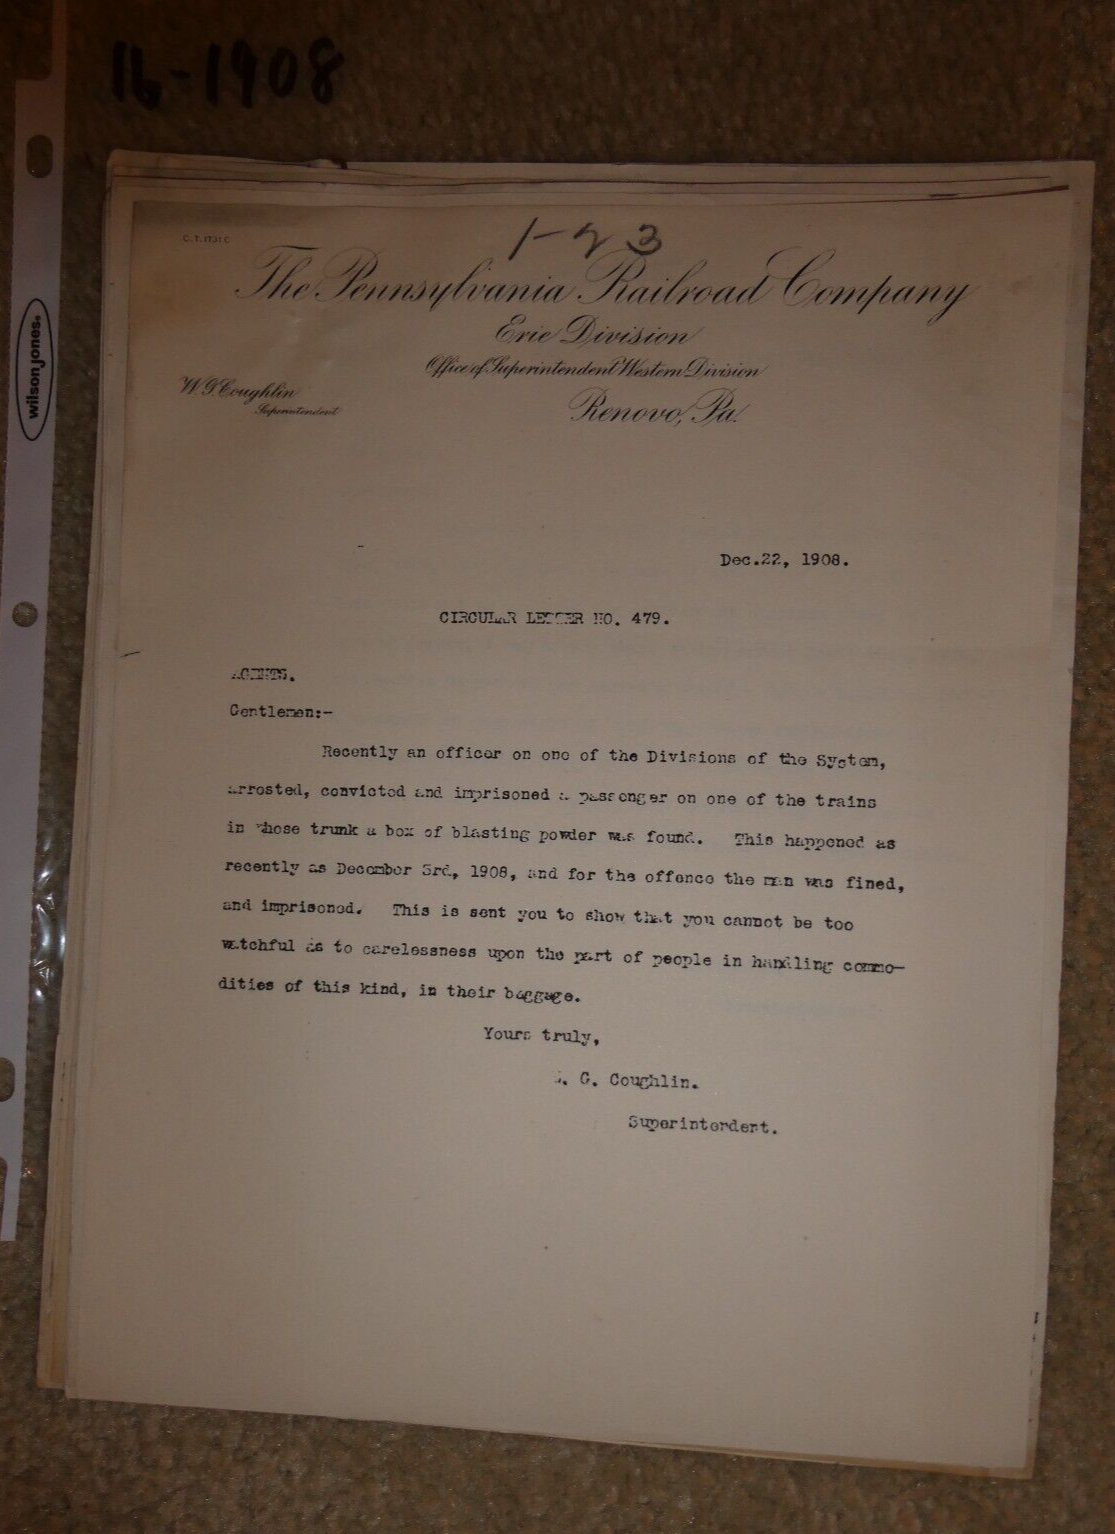 16-1908
wilsonjones
1-23
The Pennsylvania Railroad Company
Erie Division
Office of Superintendent Western Division
W. G. Coughlin
Superintendent
Renovo, Pa.
Dec.22, 1908.
CIRCULAR LETTER NO. 479.
AGENTS.
Gentlemen:-
Recently an officer on one of the Divisions of the System,
arrested, convicted and imprisoned a passenger on one of the trains
in whose trunk a box of blasting powder was found. This happened as
recently as December 3rd, 1908, and for the offence the man was fined,
and imprisoned. This is sent you to show that you cannot be too
watchful as to carelessness upon the part of people in handling commo-
dities of this kind, in their baggage.
Yours truly,
G. Coughlin.
Superintendent.